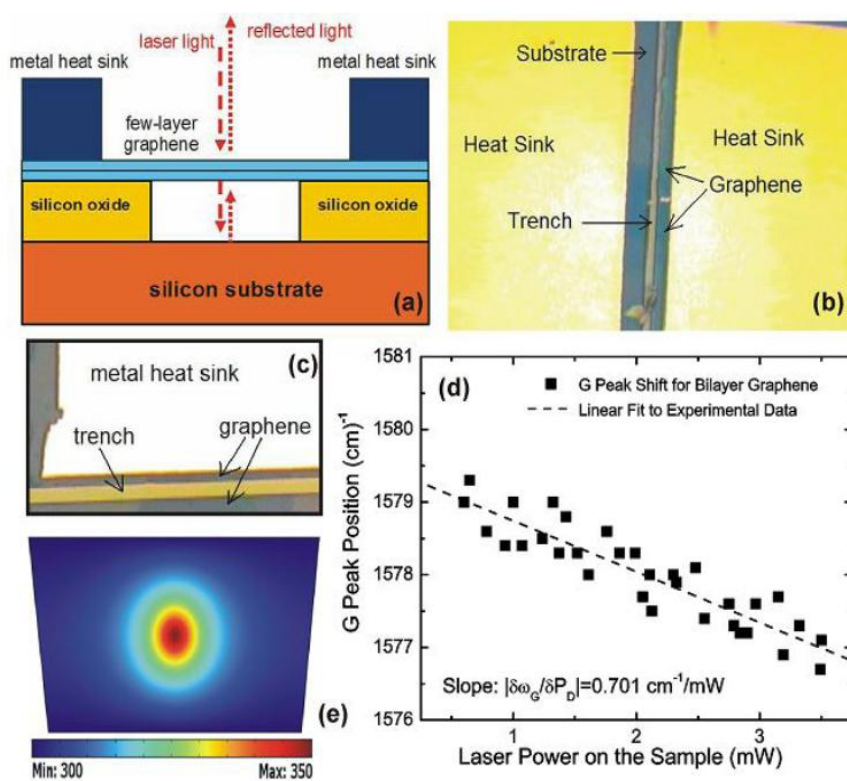 laser light
reflected light
metal heat sink
metal heat sink
few-layer
graphene
silicon oxide
silicon oxide
silicon substrate
(a)
Substrate
Heat Sink
Heat Sink
Graphene
Trench
(b)
metal heat sink
(c)
trench
graphene
(d)
G Peak Shift for Bilayer Graphene
Linear Fit to Experimental Data
1581
1580
1579
1578
1577
1576
G Peak Position (cm)⁻¹
Slope: |δω_G/δP_D|=0.701 cm⁻¹/mW
1
2
3
Laser Power on the Sample (mW)
(e)
Min: 300
Max: 350